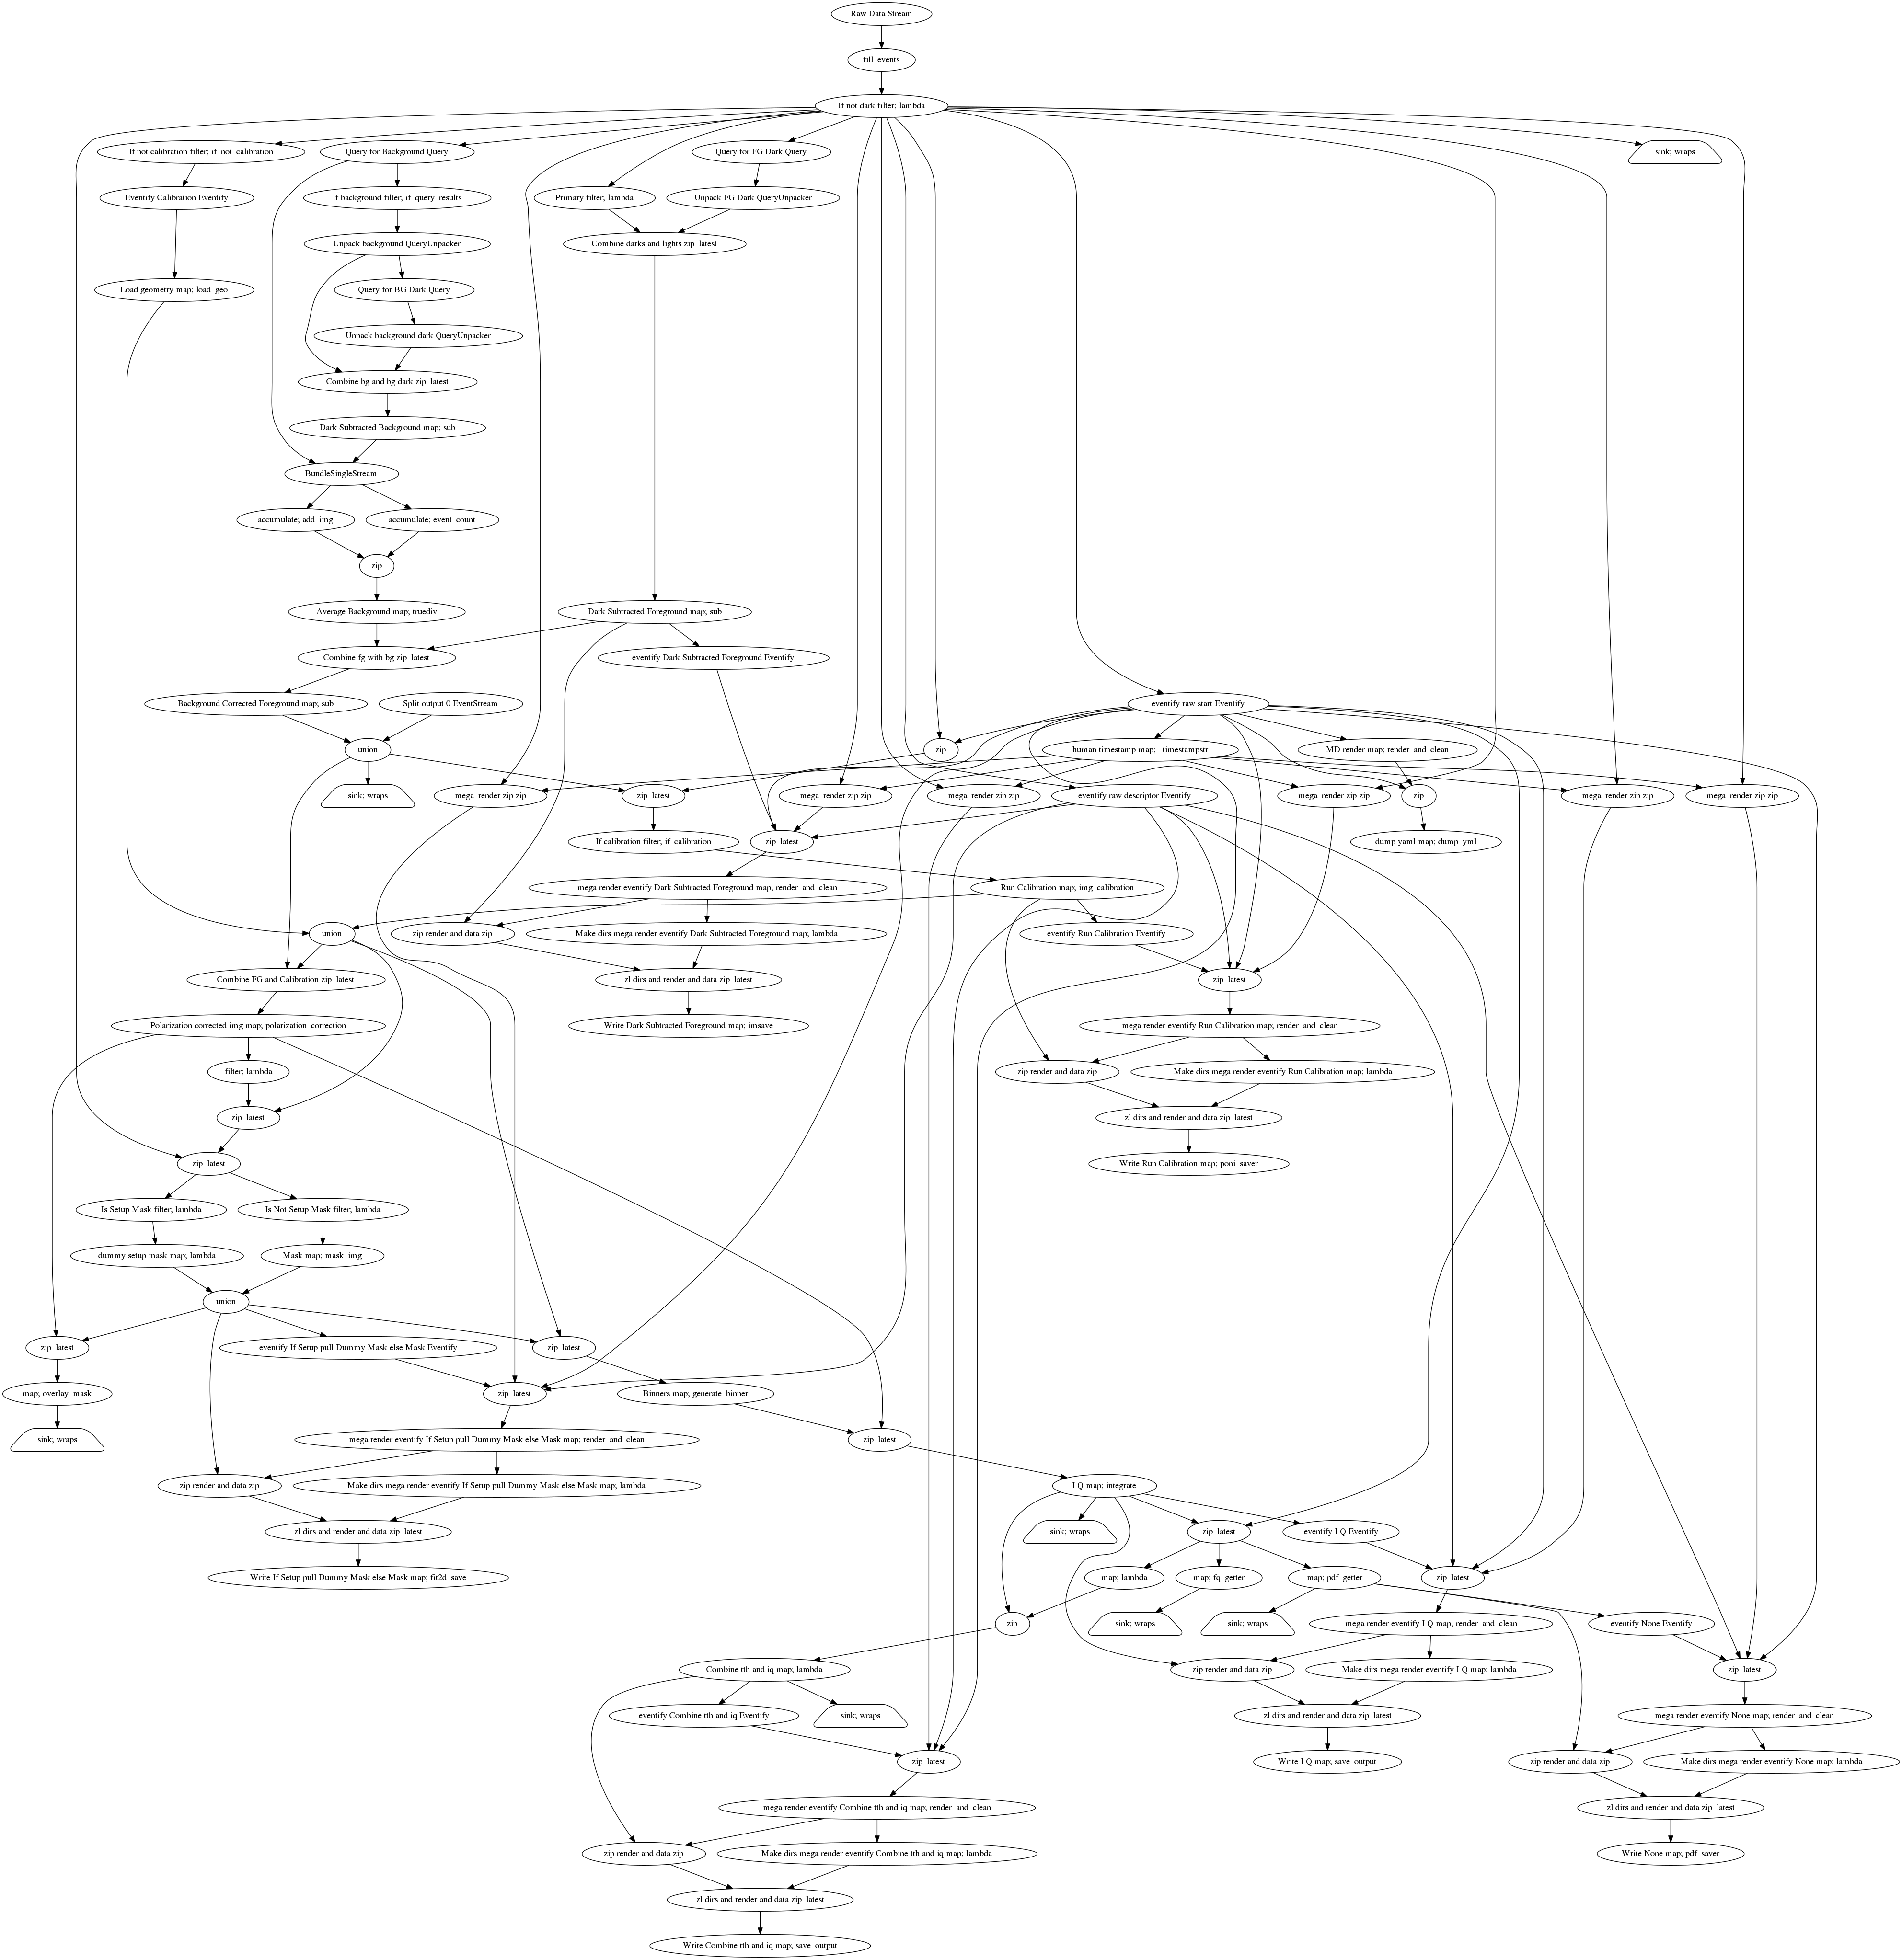 Raw Data Stream
fill_events
If not dark filter; lambda
If not calibration filter; if_not_calibration
Query for Background Query
Query for FG Dark Query
sink; wraps
Eventify Calibration Eventify
If background filter; if_query_results
Primary filter; lambda
Unpack FG Dark QueryUnpacker
Unpack background QueryUnpacker
Combine darks and lights zip_latest
Load geometry map; load_geo
Query for BG Dark Query
Unpack background dark QueryUnpacker
Combine bg and bg dark zip_latest
Dark Subtracted Background map; sub
BundleSingleStream
accumulate; add_img
accumulate; event_count
zip
Average Background map; truediv
Dark Subtracted Foreground map; sub
Combine fg with bg zip_latest
eventify Dark Subtracted Foreground Eventify
Background Corrected Foreground map; sub
Split output 0 EventStream
eventify raw start Eventify
union
zip
human timestamp map; _timestampstr
MD render map; render_and_clean
sink; wraps
mega_render zip zip
zip_latest
mega_render zip zip
mega_render zip zip
eventify raw descriptor Eventify
mega_render zip zip
zip
mega_render zip zip
mega_render zip zip
If calibration filter; if_calibration
zip_latest
dump yaml map; dump_yml
mega render eventify Dark Subtracted Foreground map; render_and_clean
Run Calibration map; img_calibration
union
zip render and data zip
Make dirs mega render eventify Dark Subtracted Foreground map; lambda
eventify Run Calibration Eventify
Combine FG and Calibration zip_latest
zl dirs and render and data zip_latest
zip_latest
Polarization corrected img map; polarization_correction
Write Dark Subtracted Foreground map; imsave
mega render eventify Run Calibration map; render_and_clean
filter; lambda
zip render and data zip
Make dirs mega render eventify Run Calibration map; lambda
zip_latest
zl dirs and render and data zip_latest
zip_latest
Write Run Calibration map; poni_saver
Is Setup Mask filter; lambda
Is Not Setup Mask filter; lambda
dummy setup mask map; lambda
Mask map; mask_img
union
zip_latest
eventify If Setup pull Dummy Mask else Mask Eventify
zip_latest
map; overlay_mask
zip_latest
Binners map; generate_binner
sink; wraps
mega render eventify If Setup pull Dummy Mask else Mask map; render_and_clean
zip_latest
zip render and data zip
Make dirs mega render eventify If Setup pull Dummy Mask else Mask map; lambda
I Q map; integrate
zl dirs and render and data zip_latest
sink; wraps
zip_latest
eventify I Q Eventify
Write If Setup pull Dummy Mask else Mask map; fit2d_save
map; lambda
map; fq_getter
map; pdf_getter
zip_latest
zip
sink; wraps
sink; wraps
mega render eventify I Q map; render_and_clean
eventify None Eventify
Combine tth and iq map; lambda
zip render and data zip
Make dirs mega render eventify I Q map; lambda
zip_latest
eventify Combine tth and iq Eventify
sink; wraps
zl dirs and render and data zip_latest
mega render eventify None map; render_and_clean
zip_latest
Write I Q map; save_output
zip render and data zip
Make dirs mega render eventify None map; lambda
mega render eventify Combine tth and iq map; render_and_clean
zl dirs and render and data zip_latest
zip render and data zip
Make dirs mega render eventify Combine tth and iq map; lambda
Write None map; pdf_saver
zl dirs and render and data zip_latest
Write Combine tth and iq map; save_output